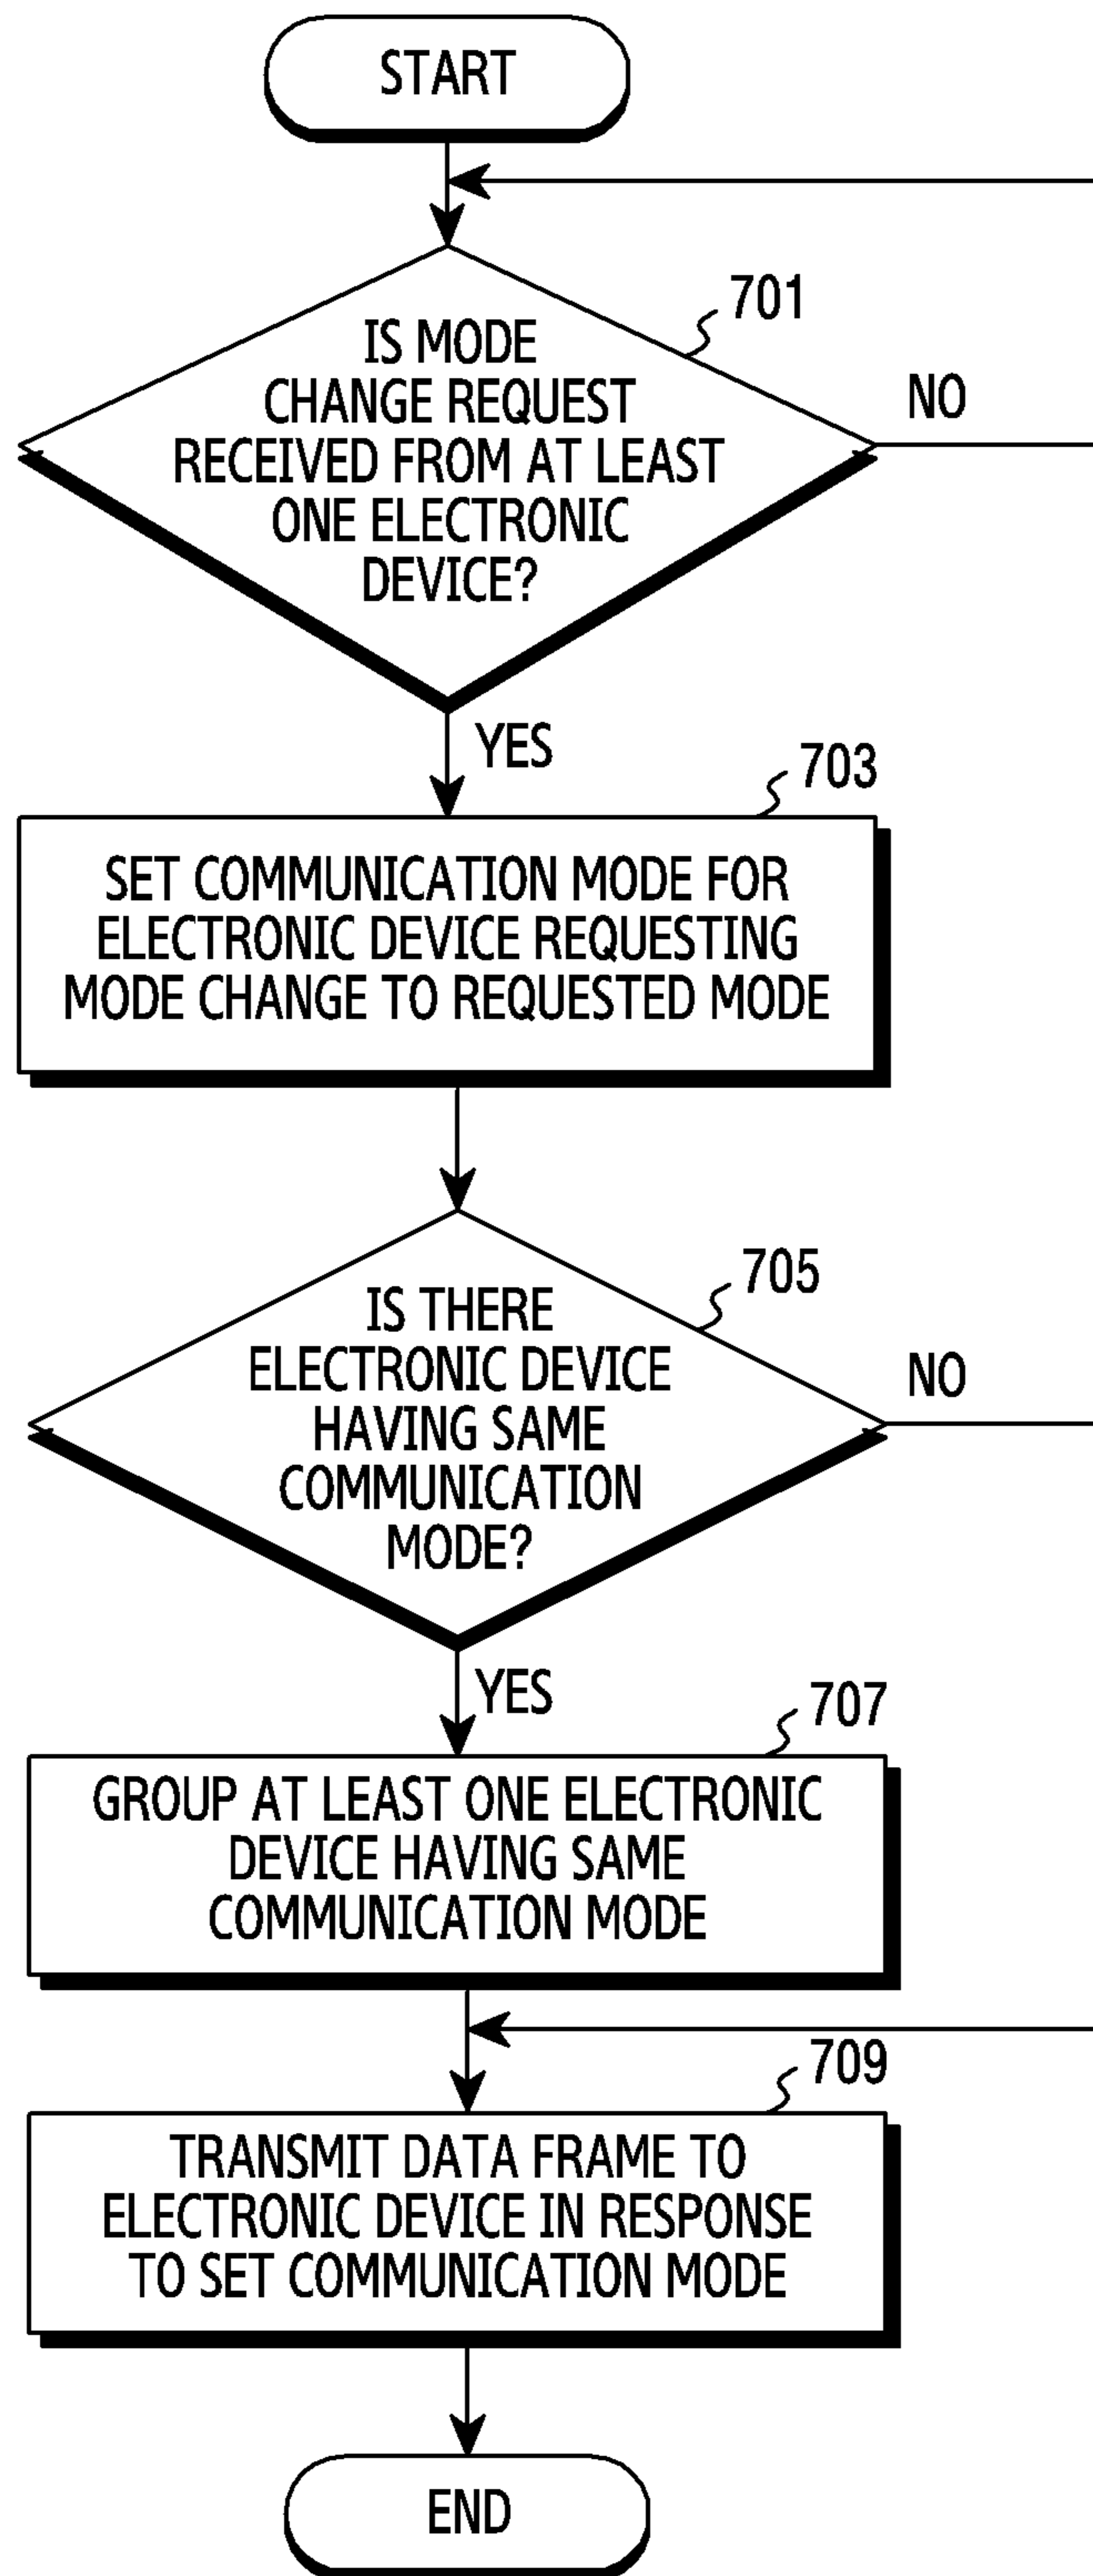 START
701
IS MODE
CHANGE REQUEST
RECEIVED FROM AT LEAST
ONE ELECTRONIC
DEVICE?
NO
YES
703
SET COMMUNICATION MODE FOR
ELECTRONIC DEVICE REQUESTING
MODE CHANGE TO REQUESTED MODE
705
IS THERE
ELECTRONIC DEVICE
HAVING SAME
COMMUNICATION
MODE?
NO
YES
707
GROUP AT LEAST ONE ELECTRONIC
DEVICE HAVING SAME
COMMUNICATION MODE
709
TRANSMIT DATA FRAME TO
ELECTRONIC DEVICE IN RESPONSE
TO SET COMMUNICATION MODE
END